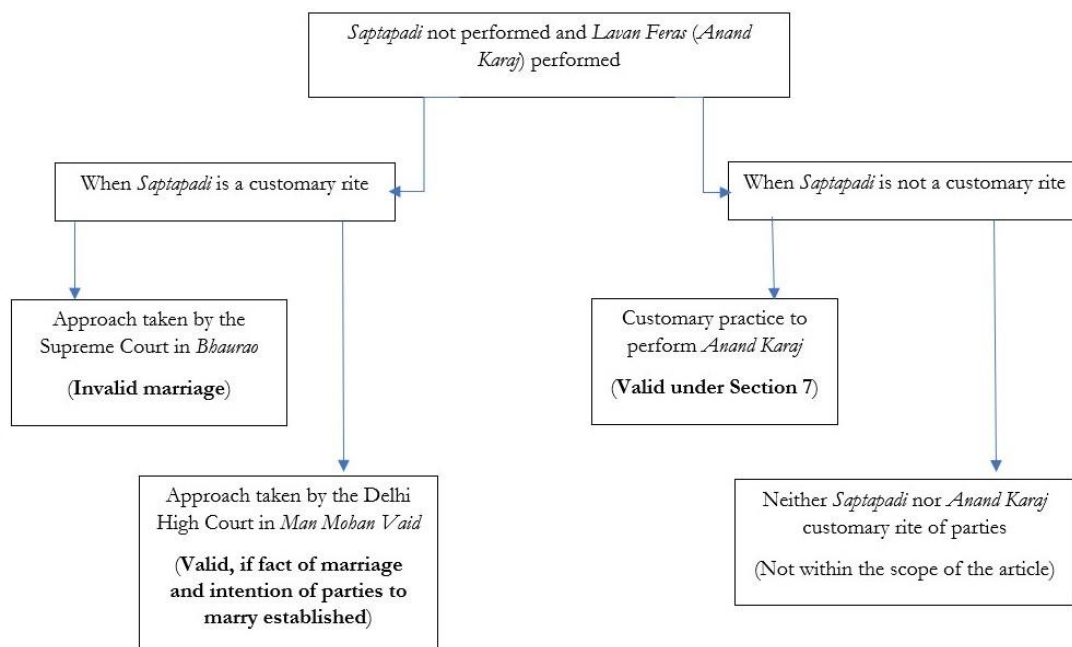 Saptapadi not performed and Lavan Feras (Anand
Karaj) performed
When Saptapadi is a customary rite
When Saptapadi is not a customary rite
Approach taken by the
Supreme Court in Bhaurao
(Invalid marriage)
Customary practice to
perform Anand Karaj
(Valid under Section 7)
Approach taken by the Delhi
High Court in Man Mohan Vaid
(Valid, if fact of marriage
and intention of parties to
marry established)
Neither Saptapadi nor Anand Karaj
customary rite of parties
(Not within the scope of the article)